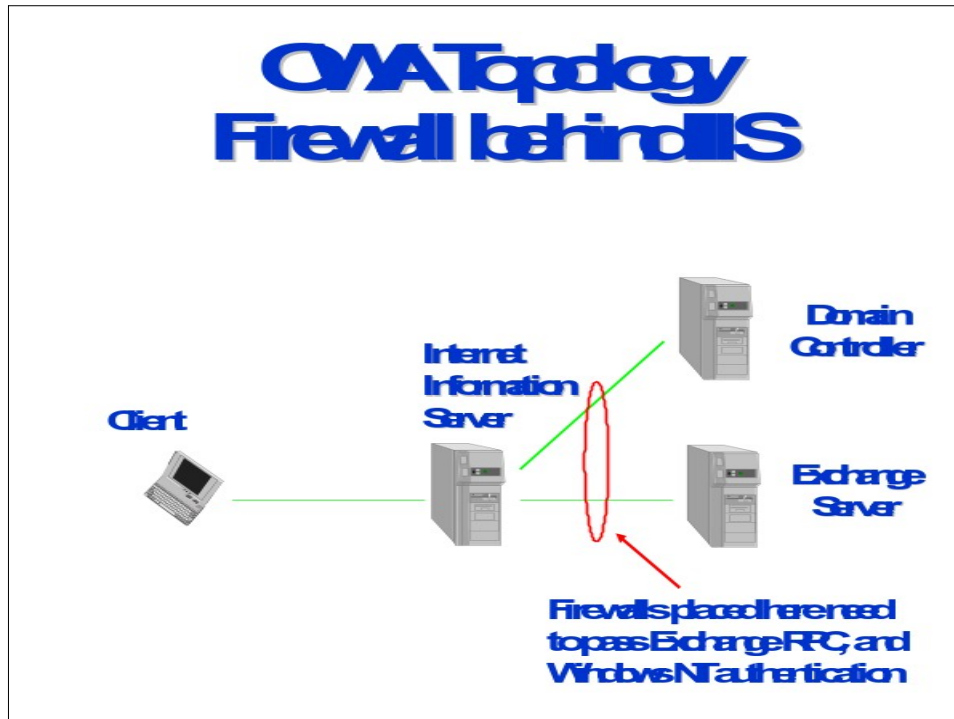 OWA Topology
Firewall behind IIS
Domain
Controller
Internet
Information
Server
Client
Exchange
Server
Firewalls placed here need
to pass Exchange RPC, and
Windows NT authentication